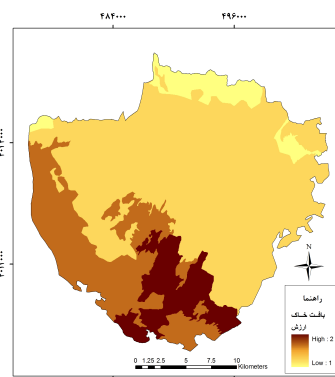 ۴۸۴۰۰۰ ۴۹۶۰۰۰
N
راهنما
بافت خاک
ارزش
High : 2
Low : 1
0 1.25 2.5 5 7.5 10
Kilometers